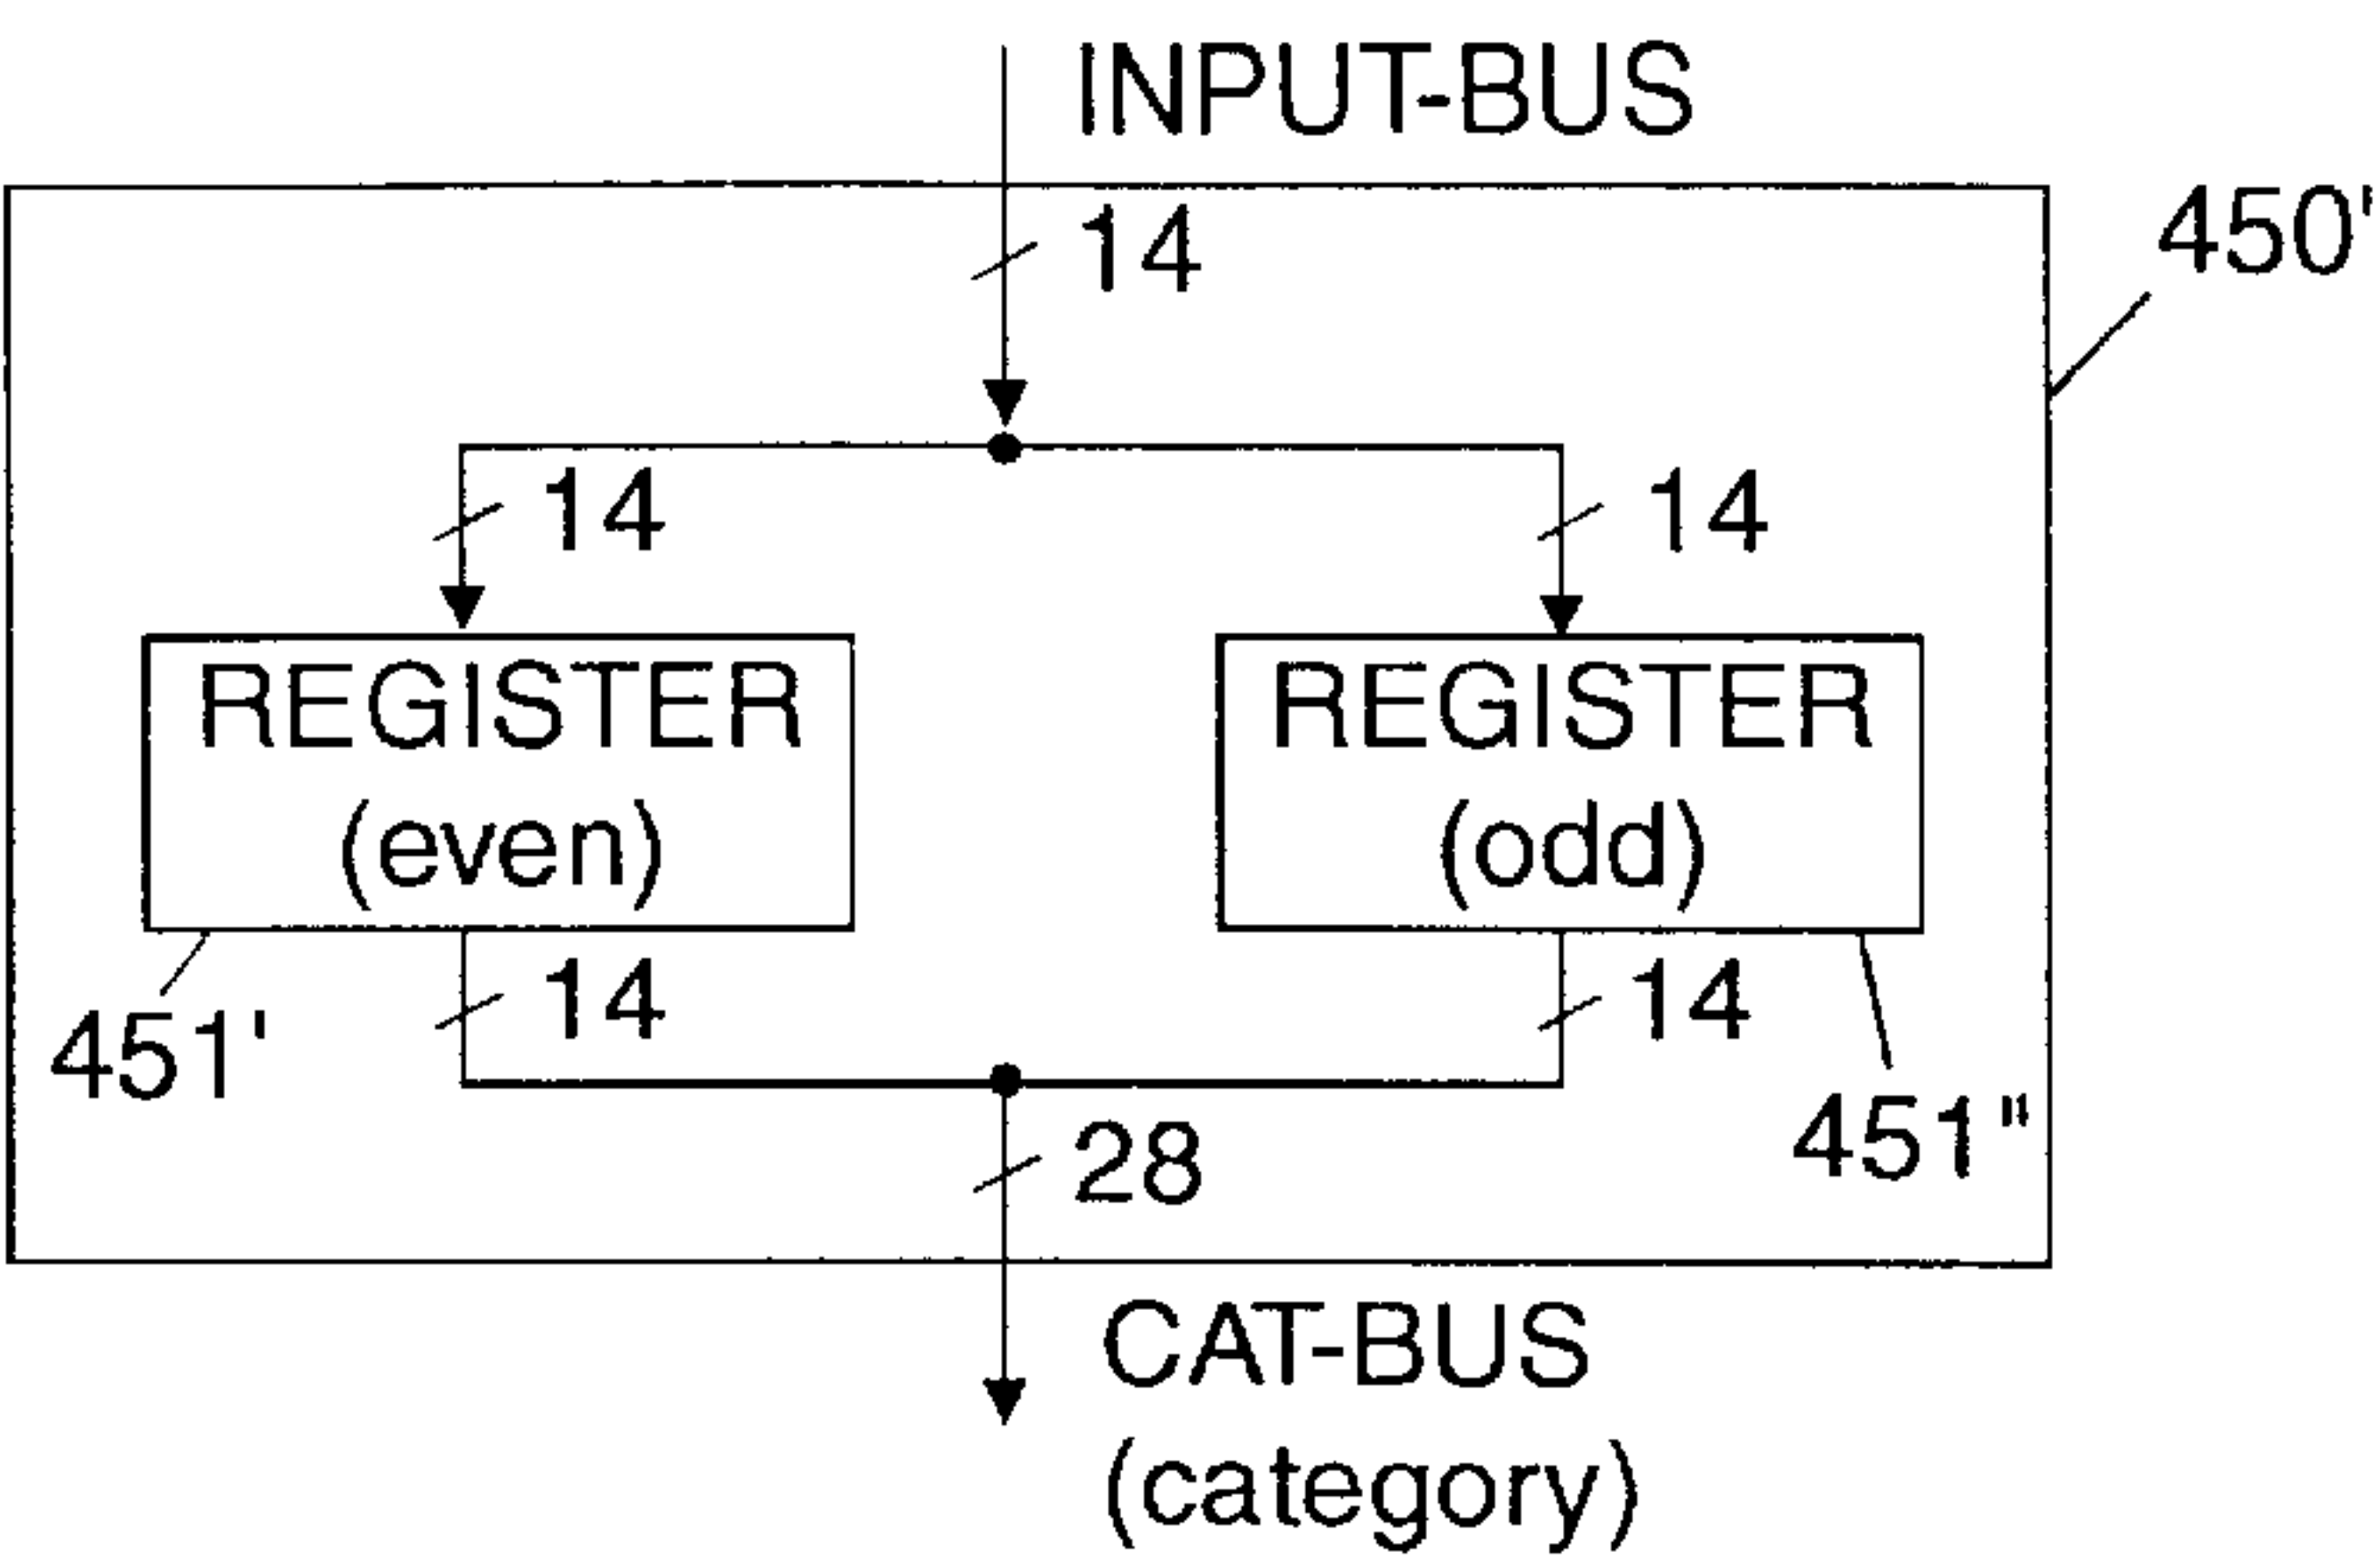 INPUT-BUS
14
450'
14
14
REGISTER
(even)
REGISTER
(odd)
14
14
451'
451"
28
CAT-BUS
(category)